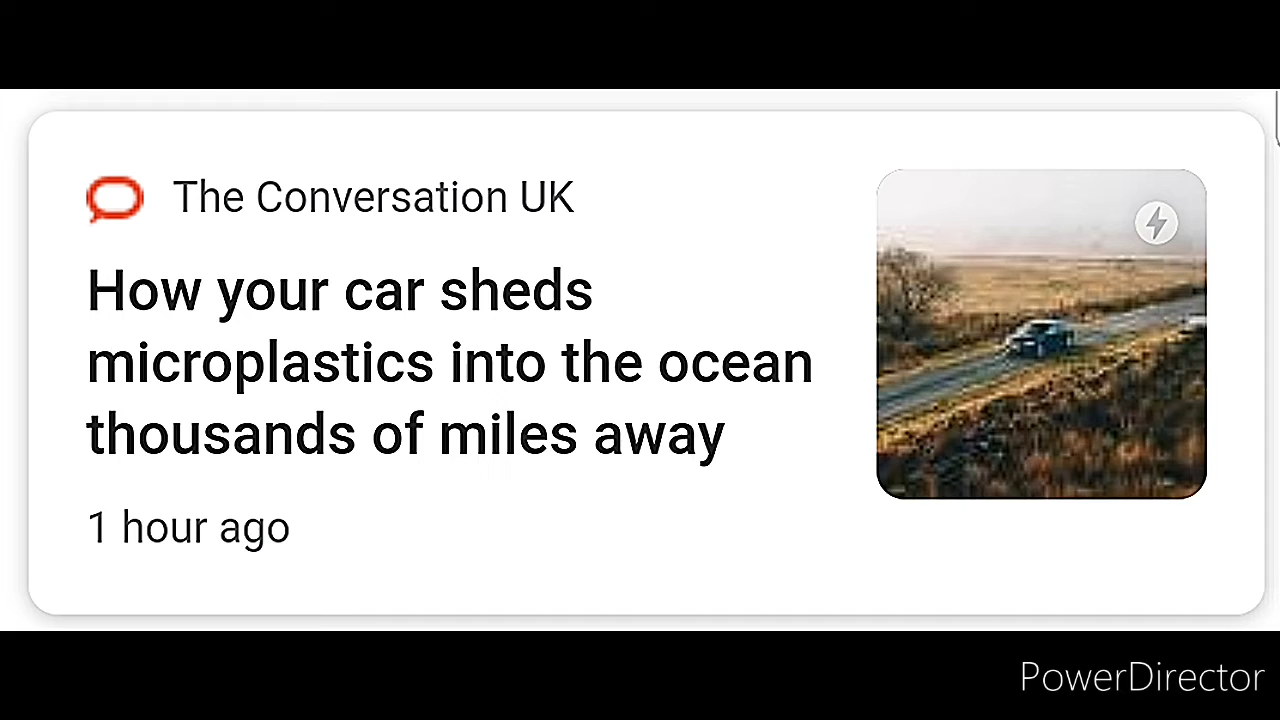 The Conversation UK
How your car sheds
microplastics into the ocean
thousands of miles away
1 hour ago
PowerDirector